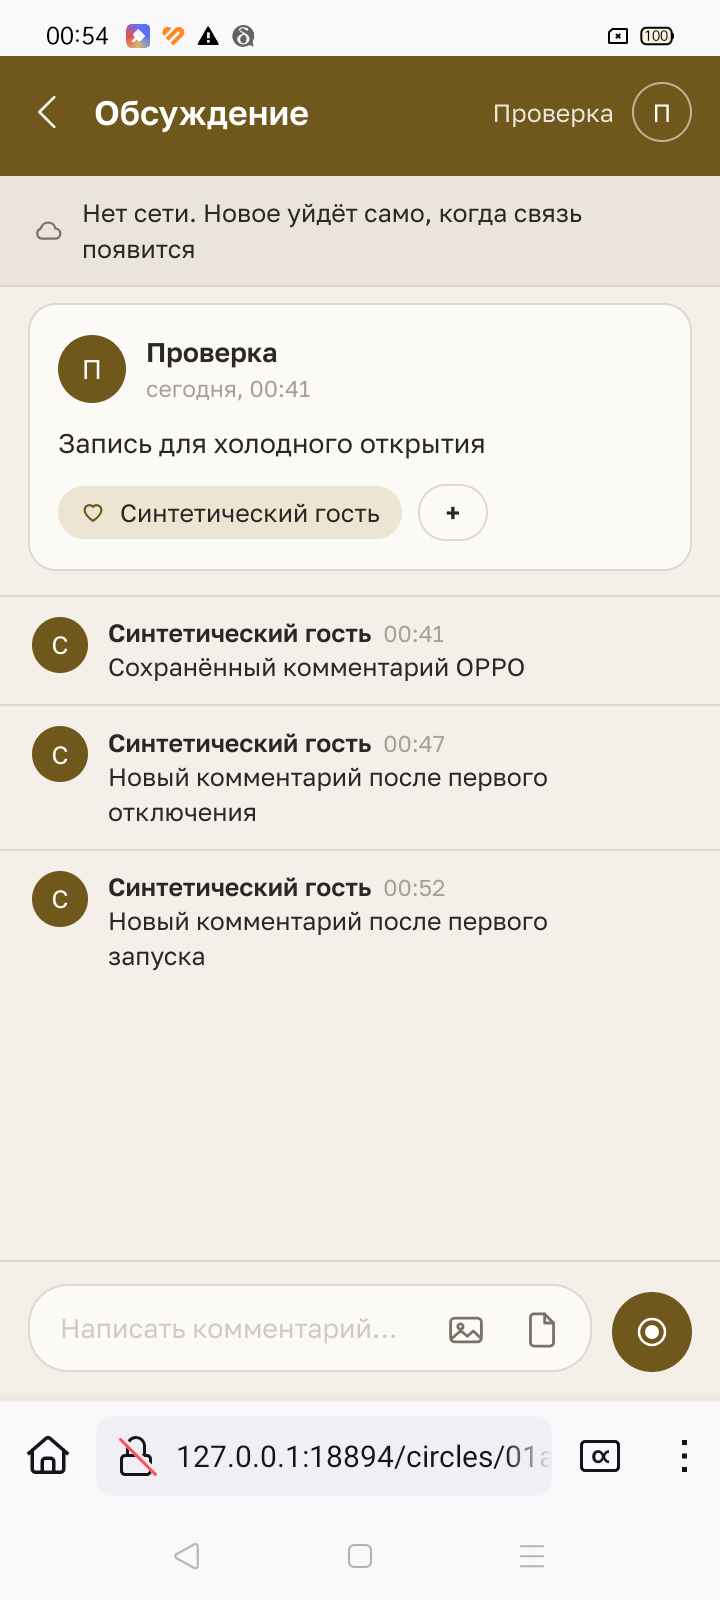 00:54
100
Обсуждение
Проверка
П
Нет сети. Новое уйдёт само, когда связь
появится
П
Проверка
сегодня, 00:41
Запись для холодного открытия
Синтетический гость
+
С
Синтетический гость 00:41
Сохранённый комментарий OPPO
С
Синтетический гость 00:47
Новый комментарий после первого
отключения
С
Синтетический гость 00:52
Новый комментарий после первого
запуска
Написать комментарий...
127.0.0.1:18894/circles/01a